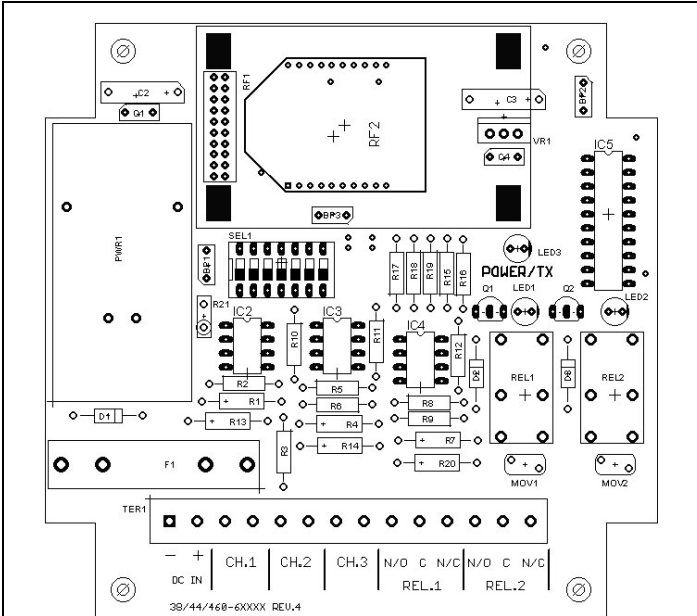 RF1
C2
C3
BP2
RF2
G1
VR1
IC5
C4
BP3
PWR1
SEL1
BP1
LED3
R17
R18
R19
R15
R16
POWER/TX
R21
Q1
LED1
Q2
LED2
IC2
R10
IC3
R11
IC4
R12
D2
REL1
D3
REL2
R2
R5
R1
R6
R8
R13
R4
R9
D1
R3
R14
R7
F1
R20
MOV1
MOV2
TER1
DC IN
CH.1
CH.2
CH.3
N/O C N/C
N/O C N/C
REL.1
REL.2
38/44/460-6XXXX REV.4